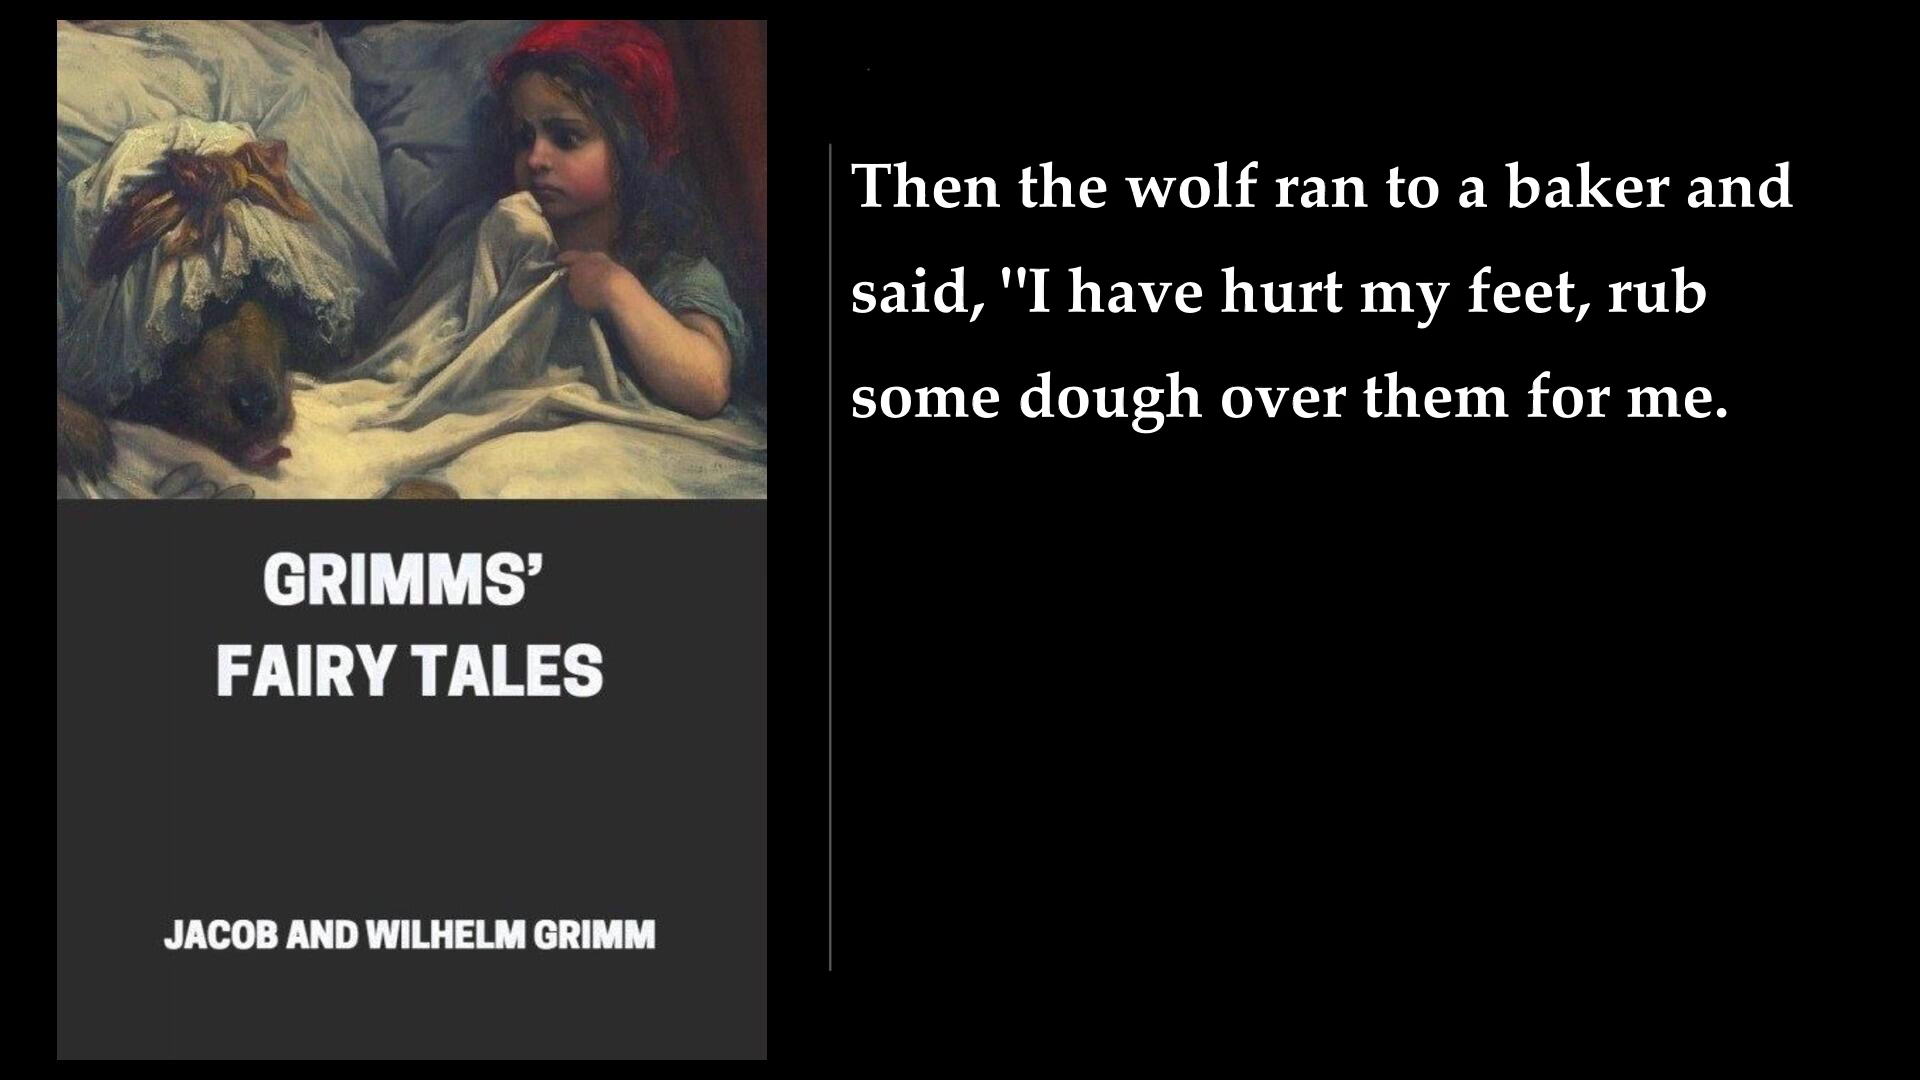 GRIMMS’
FAIRY TALES
JACOB AND WILHELM GRIMM
Then the wolf ran to a baker and
said, "I have hurt my feet, rub
some dough over them for me.